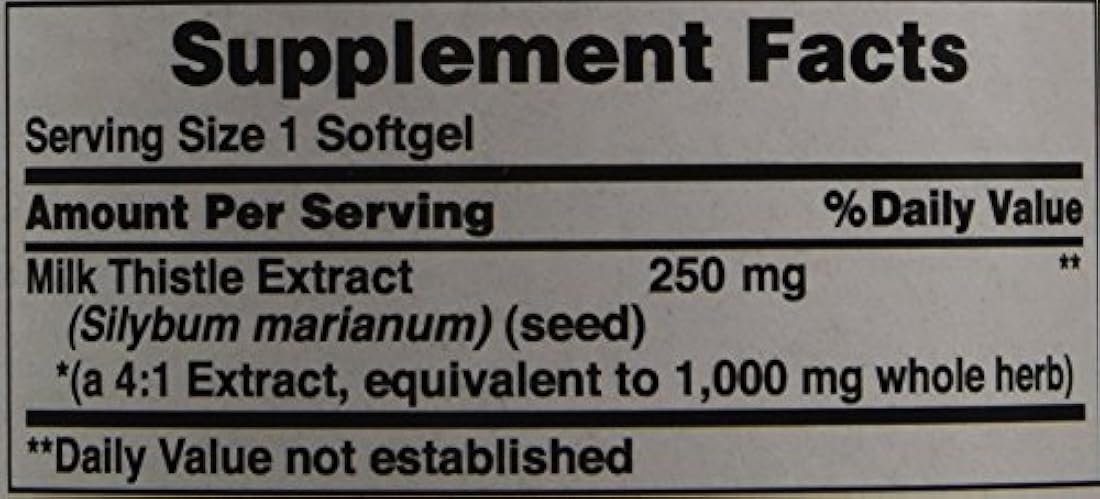 Supplement Facts
Serving Size 1 Softgel
Amount Per Serving %Daily Value
Milk Thistle Extract 250 mg **
(Silybum marianum) (seed)
*(a 4:1 Extract, equivalent to 1,000 mg whole herb)
**Daily Value not established